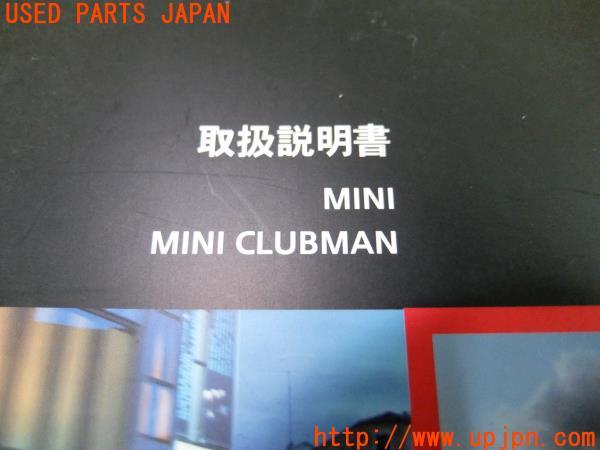 USED PARTS JAPAN
取扱説明書
MINI
MINI CLUBMAN
http://www.upjpn.com